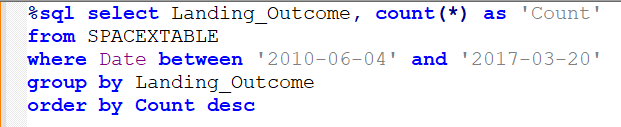 %sql select Landing_Outcome, count(*) as 'Count'
from SPACEXTABLE
where Date between '2010-06-04' and '2017-03-20'
group by Landing_Outcome
order by Count desc